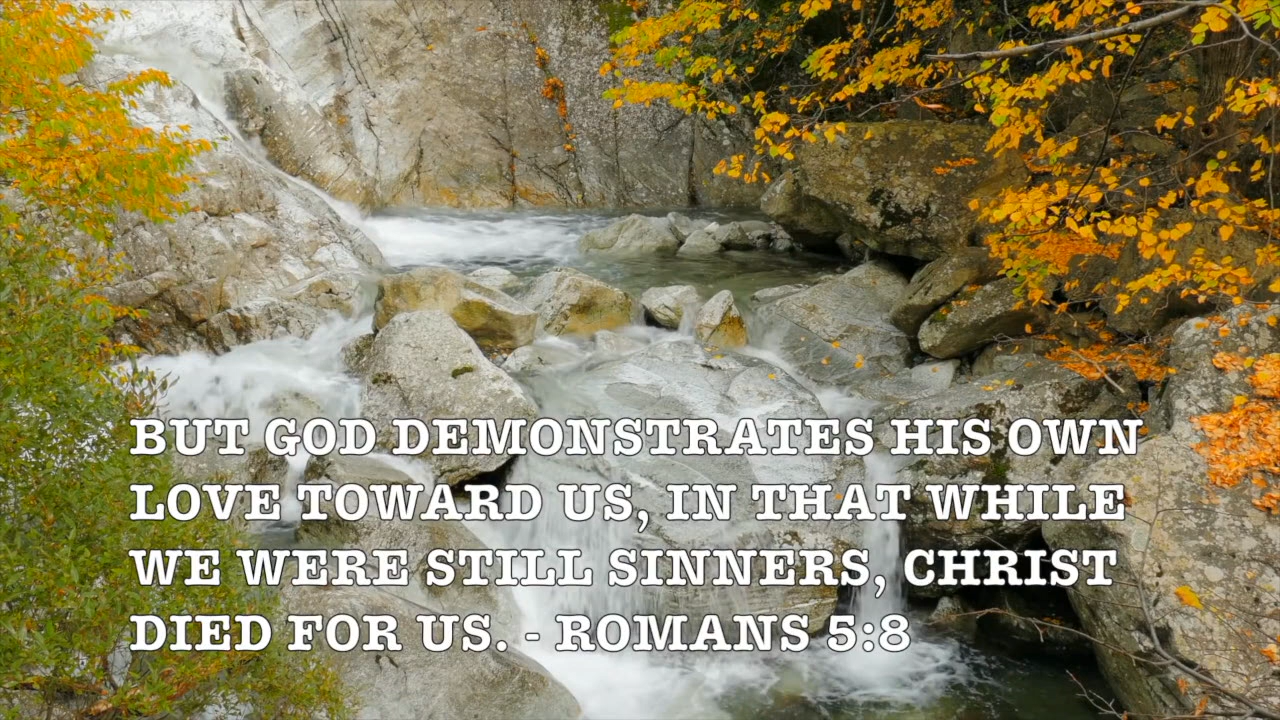 BUT GOD DEMONSTRATES HIS OWN
LOVE TOWARD US, IN THAT WHILE
WE WERE STILL SINNERS, CHRIST
DIED FOR US. - ROMANS 5:8